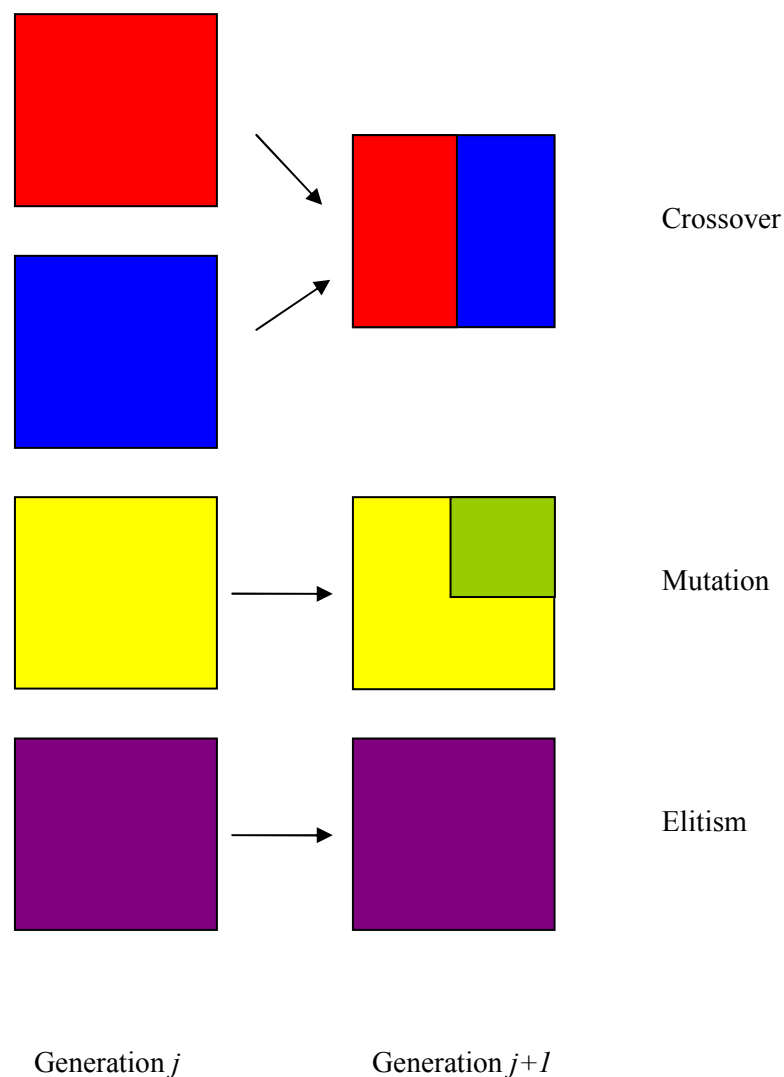 Crossover
Mutation
Elitism
Generation j
Generation j+1